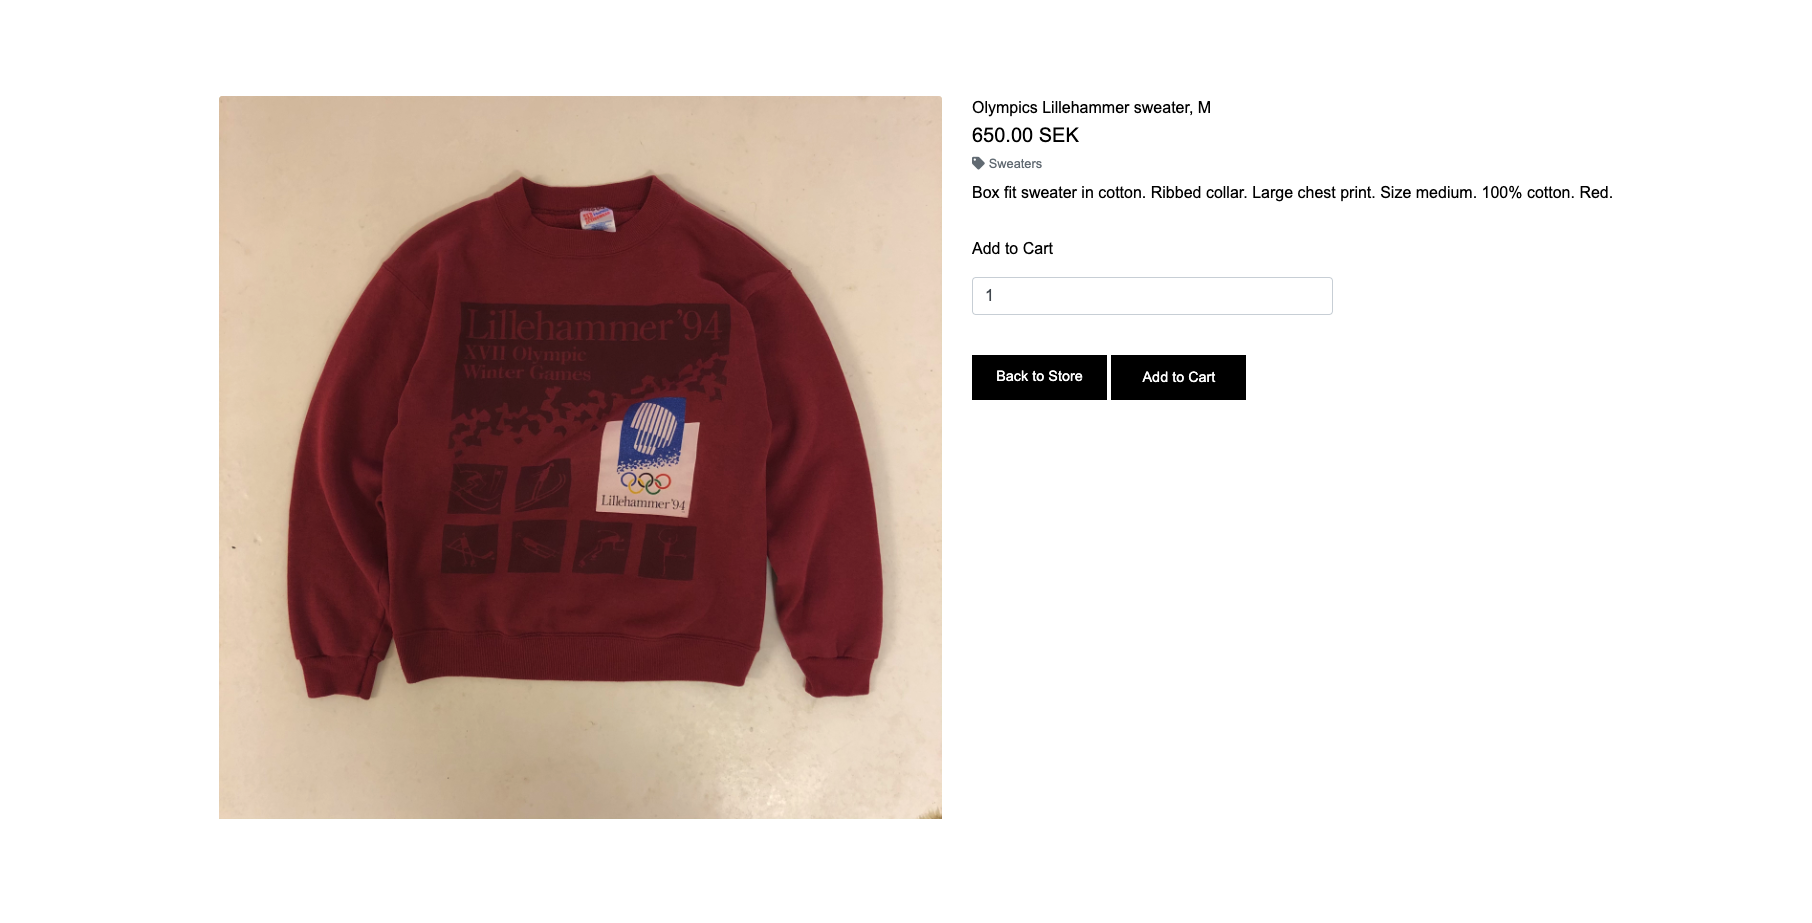 Lillehammer '94
XVII Olympic
Winter Games
Lillehammer '94
Olympics Lillehammer sweater, M
650.00 SEK
Sweaters
Box fit sweater in cotton. Ribbed collar. Large chest print. Size medium. 100% cotton. Red.
Add to Cart
1
Back to Store
Add to Cart